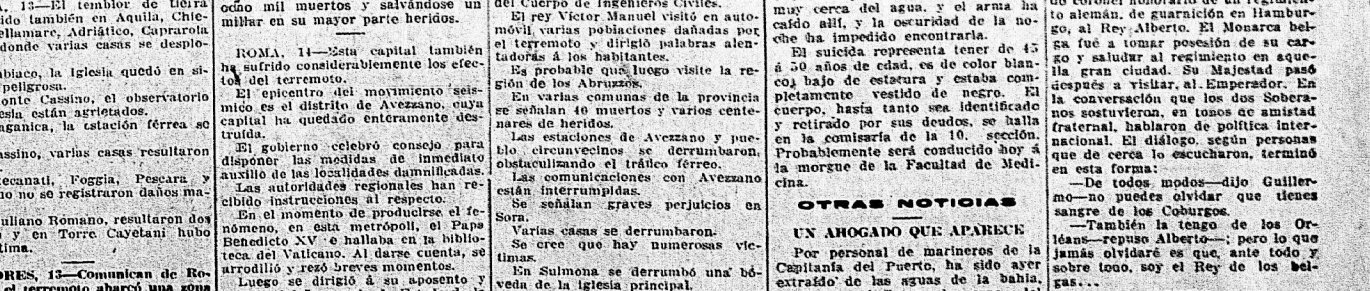 A, 13—El temblor de tierra
ido también en Aquila, Chie-
ellamare, Adriático, Caprarola
donde varias casas se desplo-
biaco, la Iglesia quedó en si-
peligrosa.
onte Cassino, el observatorio
esia están agrietados.
aganica, la estación férrea se
assino, varias casas resultaron
ecanati, Foggia, Pescara y
no no se registraron daños ma-
uliano Romano, resultaron dos
y en Torre Cayetani hubo
tima.
DRES, 13—Comunican de Ro-
el terremoto abarcó una zona
ocho mil muertos y salvándose un
millar en su mayor parte heridos.
ROMA, 14—Esta capital también
ha sufrido considerablemente los efec-
tos del terremoto.
El epicentro del movimiento seis-
mico es el distrito de Avezzano, cuya
capital ha quedado enteramente des-
truída.
El gobierno celebró consejo para
disponer las medidas de inmediato
auxilio de las localidades damnificadas.
Las autoridades regionales han re-
cibido instrucciones al respecto.
En el momento de producirse el fe-
nómeno, en esta metrópoli, el Papa
Benedicto XV e hallaba en la biblio-
teca del Vaticano. Al darse cuenta, se
arrodilló y rezó breves momentos.
Luego se dirigió á su aposento y
del Cuerpo de Ingenieros Civiles.
El rey Víctor Manuel visitó en auto-
móvil varias poblaciones dañadas por
el terremoto y dirigió palabras alen-
tadoras á los habitantes.
Es probable que luego visite la re-
gión de los Abruzzos.
En varias comunas de la provincia
se señalan 40 muertos y varios cente-
nares de heridos.
Las estaciones de Avezzano y pue-
blo circunvecinos se derrumbaron,
obstaculizando el tráfico férreo.
Las comunicaciones con Avezzano
están interrumpidas.
Se señalan graves perjuicios en
Sora.
Varias casas se derrumbaron.
Se cree que hay numerosas víc-
timas.
En Sulmona se derrumbó una bó-
veda de la iglesia principal.
muy cerca del agua, y el arma ha
caído allí, y la oscuridad de la no-
che ha impedido encontrarla.
El suicida representa tener de 45
á 50 años de edad, es de color blan-
co, bajo de estatura y estaba com-
pletamente vestido de negro. El
cuerpo, hasta tanto sea identificado
y retirado por sus deudos, se halla
en la comisaría de la 10. sección.
Probablemente será conducido hoy á
la morgue de la Facultad de Medi-
cina.
OTRAS NOTICIAS
UN AHOGADO QUE APARECE
Por personal de marineros de la
Capitanía del Puerto, ha sido ayer
extraído de las aguas de la bahía,
do coronel honorario de un regimien-
to alemán, de guarnición en Hambur-
go, al Rey Alberto. El Monarca bel-
ga fué a tomar posesión de su car-
go y saludar al regimiento en aque-
lla gran ciudad. Su Majestad pasó
después a visitar, al Emperador. En
la conversación que los dos Sobera-
nos sostuvieron, en tonos de amistad
fraternal, hablaron de política inter-
nacional. El diálogo, según personas
que de cerca lo escucharon, terminó
en esta forma:
—De todos modos—dijo Guiller-
mo—no puedes olvidar que tienes
sangre de los Coburgos.
—También la tengo de los Or-
léans—repuso Alberto—; pero lo que
jamás olvidaré es que, ante todo y
sobre todo, soy el Rey de los bel-
gas...